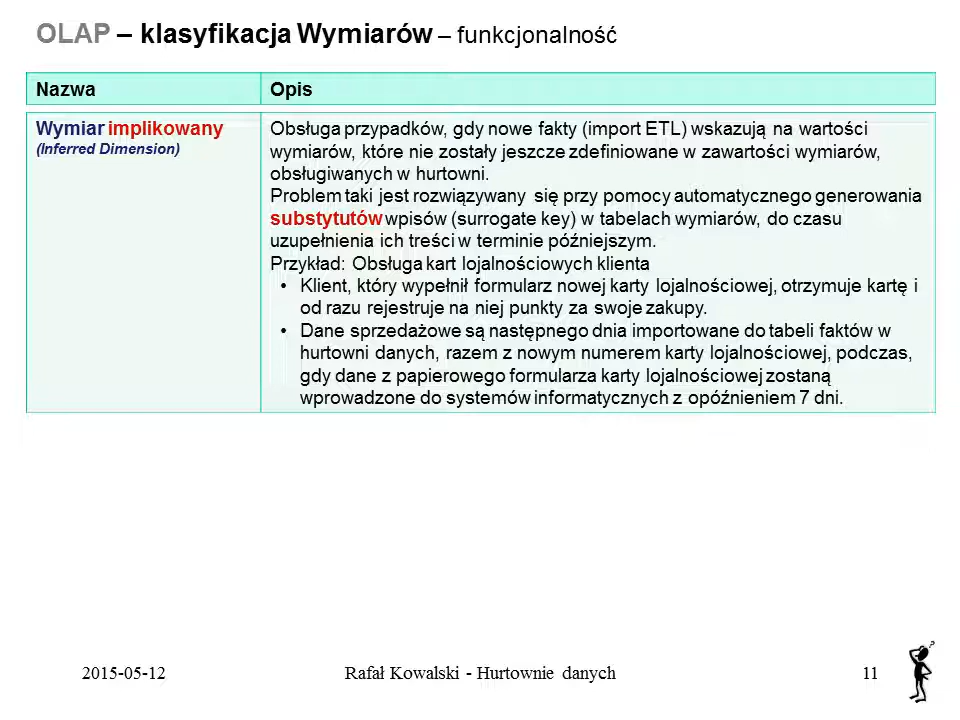 OLAP – klasyfikacja Wymiarów – funkcjonalność
Nazwa
Opis
Wymiar implikowany
(Inferred Dimension)
Obsługa przypadków, gdy nowe fakty (import ETL) wskazują na wartości
wymiarów, które nie zostały jeszcze zdefiniowane w zawartości wymiarów,
obsługiwanych w hurtowni.
Problem taki jest rozwiązywany się przy pomocy automatycznego generowania
substytutów wpisów (surrogate key) w tabelach wymiarów, do czasu
uzupełnienia ich treści w terminie późniejszym.
Przykład: Obsługa kart lojalnościowych klienta
• Klient, który wypełnił formularz nowej karty lojalnościowej, otrzymuje kartę i
od razu rejestruje na niej punkty za swoje zakupy.
• Dane sprzedażowe są następnego dnia importowane do tabeli faktów w
hurtowni danych, razem z nowym numerem karty lojalnościowej, podczas,
gdy dane z papierowego formularza karty lojalnościowej zostaną
wprowadzone do systemów informatycznych z opóźnieniem 7 dni.
2015-05-12
Rafał Kowalski - Hurtownie danych
11
?